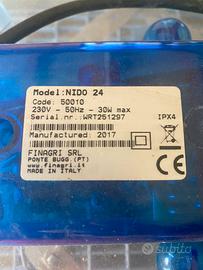 Model:NIDO 24
Code: 50010
230V - 50Hz - 30W max
Serial.nr.:WRT251297 IPX4
Manufactured: 2017
FINAGRI SRL
PONTE BUGG.(PT)
www.finagri.it
MADE IN ITALY
CE
subito